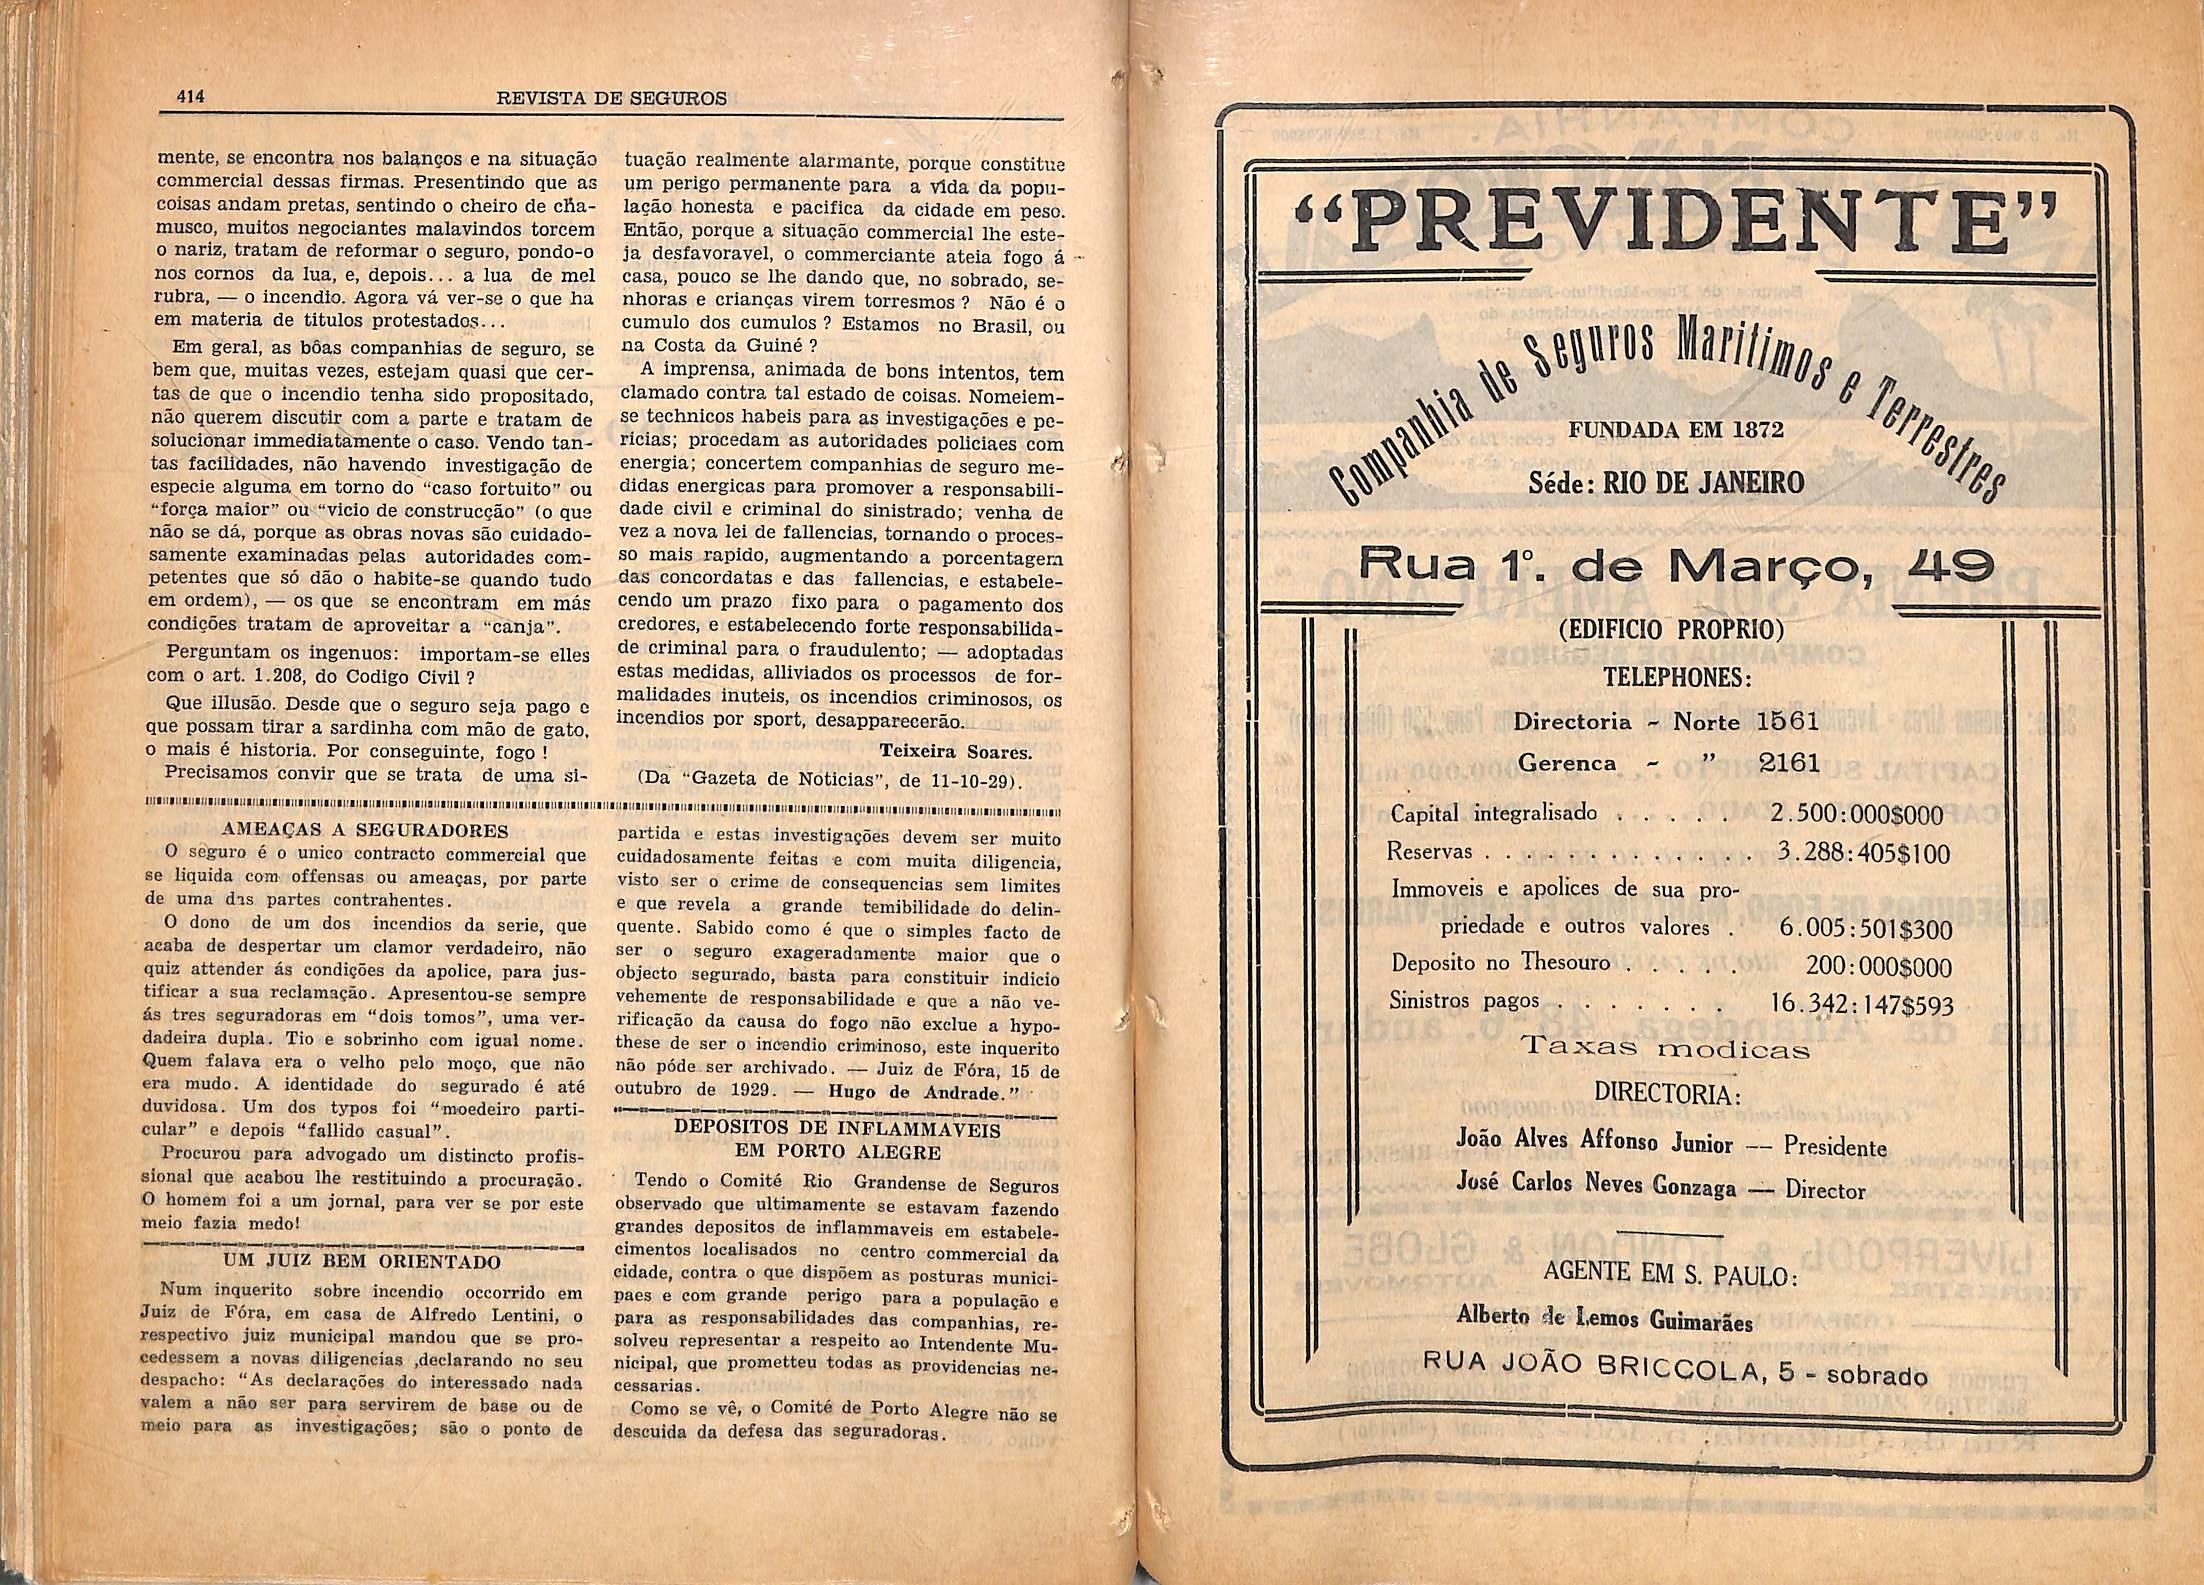 414
REVISTA DE SEGUROS
mente, se encontra nos balanços e na situação
commercial dessas firmas. Presentindo que as
coisas andam pretas, sentindo o cheiro de cha-
musco, muitos negociantes malavindos torcem
o nariz, tratam de reformar o seguro, pondo-o
nos cornos da lua, e, depois... a lua de mel
rubra, — o incendio. Agora vá ver-se o que ha
em materia de titulos protestados...
Em geral, as bôas companhias de seguro, se
bem que, muitas vezes, estejam quasi que cer-
tas de que o incendio tenha sido propositado,
não querem discutir com a parte e tratam de
solucionar immediatamente o caso. Vendo tan-
tas facilidades, não havendo investigação de
especie alguma em torno do "caso fortuito" ou
"força maior" ou "vicio de construcção" (o que
não se dá, porque as obras novas são cuidado-
samente examinadas pelas autoridades com-
petentes que só dão o habite-se quando tudo
em ordem), — os que se encontram em más
condições tratam de aproveitar a "canja".
Perguntam os ingenuos: importam-se elles
com o art. 1.208, do Codigo Civil ?
Que illusão. Desde que o seguro seja pago e
que possam tirar a sardinha com mão de gato,
o mais é historia. Por conseguinte, fogo !
Precisamos convir que se trata de uma si-
tuação realmente alarmante, porque constitue
um perigo permanente para a vida da popu-
lação honesta e pacifica da cidade em peso.
Então, porque a situação commercial lhe este-
ja desfavoravel, o commerciante ateia fogo á
casa, pouco se lhe dando que, no sobrado, se-
nhoras e crianças virem torresmos ? Não é o
cumulo dos cumulos ? Estamos no Brasil, ou
na Costa da Guiné ?
A imprensa, animada de bons intentos, tem
clamado contra tal estado de coisas. Nomeiem-
se technicos habeis para as investigações e pe-
ricias; procedam as autoridades policiaes com
energia; concertem companhias de seguro me-
didas energicas para promover a responsabili-
dade civil e criminal do sinistrado; venha de
vez a nova lei de fallencias, tornando o proces-
so mais rapido, augmentando a porcentagem
das concordatas e das fallencias, e estabele-
cendo um prazo fixo para o pagamento dos
credores, e estabelecendo forte responsabilida-
de criminal para o fraudulento; — adoptadas
estas medidas, alliviados os processos de for-
malidades inuteis, os incendios criminosos, os
incendios por sport, desapparecerão.
Teixeira Soares.
(Da "Gazeta de Noticias", de 11-10-29).
AMEAÇAS A SEGURADORES
O seguro é o unico contracto commercial que
se liquida com offensas ou ameaças, por parte
de uma das partes contrahentes.
O dono de um dos incendios da serie, que
acaba de despertar um clamor verdadeiro, não
quiz attender ás condições da apolice, para jus-
tificar a sua reclamação. Apresentou-se sempre
ás tres seguradoras em "dois tomos", uma ver-
dadeira dupla. Tio e sobrinho com igual nome.
Quem falava era o velho pelo moço, que não
era mudo. A identidade do segurado é até
duvidosa. Um dos typos foi "moedeiro parti-
cular" e depois "fallido casual".
Procurou para advogado um distincto profis-
sional que acabou lhe restituindo a procuração.
O homem foi a um jornal, para ver se por este
meio fazia medo!
UM JUIZ BEM ORIENTADO
Num inquerito sobre incendio occorrido em
Juiz de Fóra, em casa de Alfredo Lentini, o
respectivo juiz municipal mandou que se pro-
cedessem a novas diligencias ,declarando no seu
despacho: "As declarações do interessado nada
valem a não ser para servirem de base ou de
meio para as investigações; são o ponto de
partida e estas investigações devem ser muito
cuidadosamente feitas e com muita diligencia,
visto ser o crime de consequencias sem limites
e que revela a grande temibilidade do delin-
quente. Sabido como é que o simples facto de
ser o seguro exageradamente maior que o
objecto segurado, basta para constituir indicio
vehemente de responsabilidade e que a não ve-
rificação da causa do fogo não exclue a hypo-
these de ser o incendio criminoso, este inquerito
não póde ser archivado. — Juiz de Fóra, 15 de
outubro de 1929. — Hugo de Andrade."
DEPOSITOS DE INFLAMMAVEIS
EM PORTO ALEGRE
Tendo o Comité Rio Grandense de Seguros
observado que ultimamente se estavam fazendo
grandes depositos de inflammaveis em estabele-
cimentos localisados no centro commercial da
cidade, contra o que dispõem as posturas munici-
paes e com grande perigo para a população e
para as responsabilidades das companhias, re-
solveu representar a respeito ao Intendente Mu-
nicipal, que prometteu todas as providencias ne-
cessarias.
Como se vê, o Comité de Porto Alegre não se
descuida da defesa das seguradoras.
"PREVIDENTE"
Companhia de Seguros Maritimos e Terrestres
FUNDADA EM 1872
Séde: RIO DE JANEIRO
Rua 1º. de Março, 49
(EDIFICIO PROPRIO)
TELEPHONES:
Directoria - Norte 1561
Gerenca - " 2161
Capital integralisado . . . . . 2.500:000$000
Reservas . . . . . . . . . . . . . 3.288:405$100
Immoveis e apolices de sua pro-
priedade e outros valores . 6.005:501$300
Deposito no Thesouro . . . . . 200:000$000
Sinistros pagos . . . . . . . 16.342:147$593
Taxas modicas
DIRECTORIA:
João Alves Affonso Junior — Presidente
José Carlos Neves Gonzaga — Director
AGENTE EM S. PAULO:
Alberto de Lemos Guimarães
RUA JOÃO BRICCOLA, 5 - sobrado